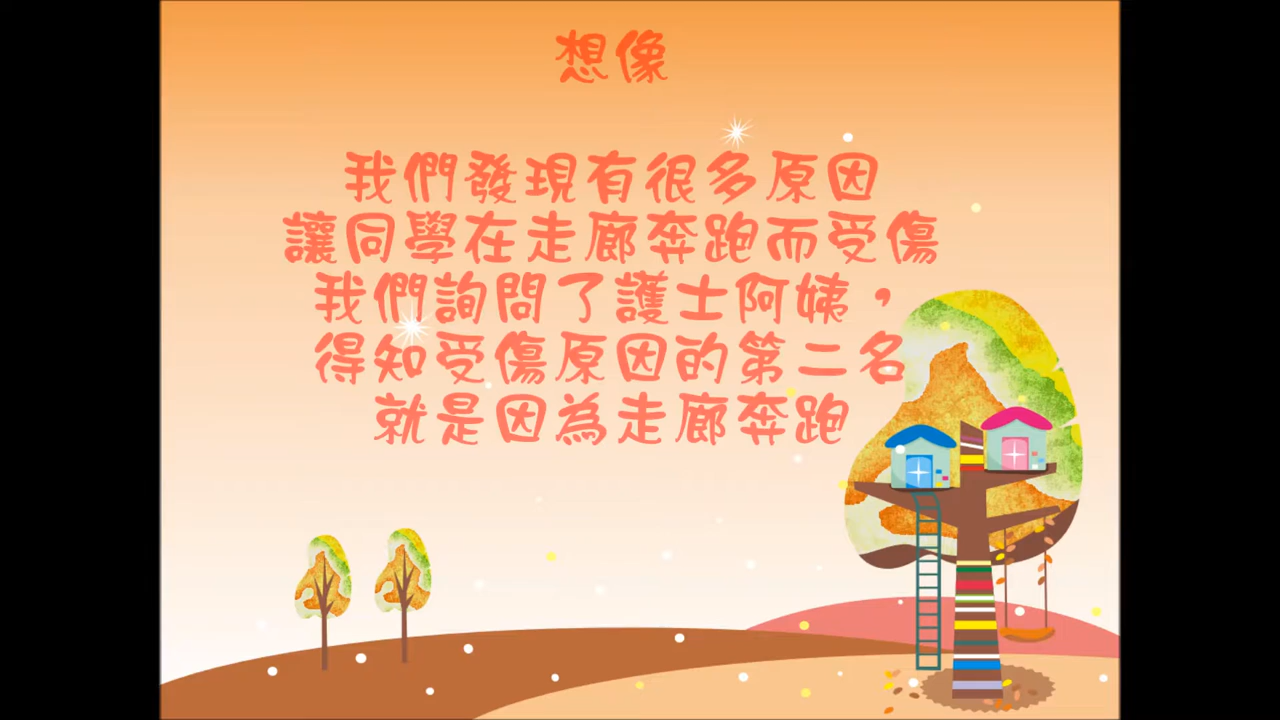 想像
我們發現有很多原因
讓同學在走廊奔跑而受傷
我們詢問了護士阿姨，
得知受傷原因的第二名
就是因為走廊奔跑